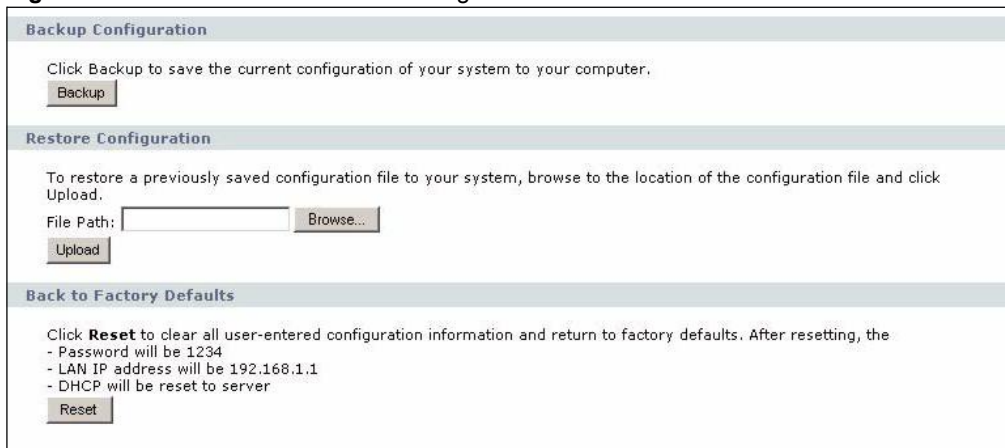 Backup Configuration
Click Backup to save the current configuration of your system to your computer.
Backup
Restore Configuration
To restore a previously saved configuration file to your system, browse to the location of the configuration file and click
Upload.
File Path:
Browse...
Upload
Back to Factory Defaults
Click Reset to clear all user-entered configuration information and return to factory defaults. After resetting, the
- Password will be 1234
- LAN IP address will be 192.168.1.1
- DHCP will be reset to server
Reset